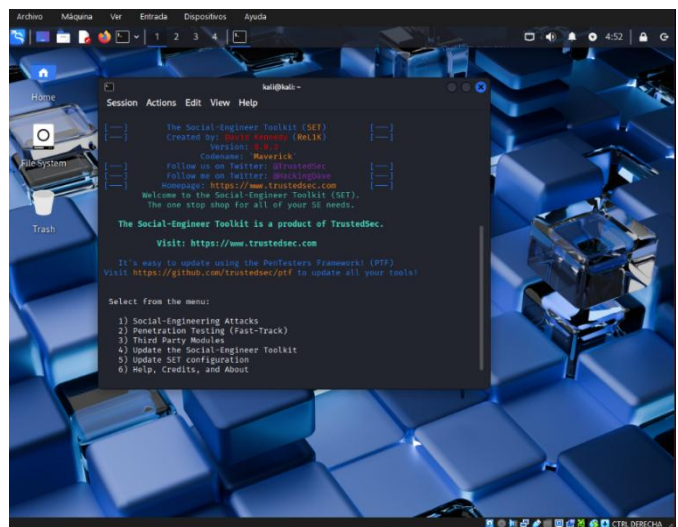 Archivo Máquina Ver Entrada Dispositivos Ayuda
1 2 3 4 4:52
Home
File System
Trash
kali@kali: ~
Session Actions Edit View Help
[---] The Social-Engineer Toolkit (SET) [---]
[---] Created by: David Kennedy (ReL1K) [---]
Version: 8.0.3
Codename: 'Maverick'
[---] Follow us on Twitter: @TrustedSec [---]
[---] Follow me on Twitter: @HackingDave [---]
[---] Homepage: https://www.trustedsec.com [---]
Welcome to the Social-Engineer Toolkit (SET).
The one stop shop for all of your SE needs.
The Social-Engineer Toolkit is a product of TrustedSec.
Visit: https://www.trustedsec.com
It's easy to update using the PenTesters Framework! (PTF)
Visit https://github.com/trustedsec/ptf to update all your tools!
Select from the menu:
1) Social-Engineering Attacks
2) Penetration Testing (Fast-Track)
3) Third Party Modules
4) Update the Social-Engineer Toolkit
5) Update SET configuration
6) Help, Credits, and About
CTRL DERECHA